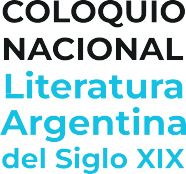 COLOQUIO
NACIONAL
Literatura
Argentina
del Siglo XIX